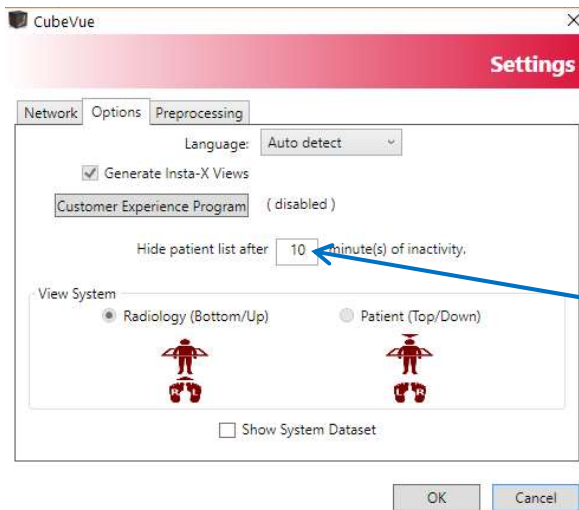 CubeVue
Settings
Network Options Preprocessing
Language: Auto detect
Generate Insta-X Views
Customer Experience Program ( disabled )
Hide patient list after 10 minute(s) of inactivity.
View System
Radiology (Bottom/Up) Patient (Top/Down)
R L L R
Show System Dataset
OK Cancel